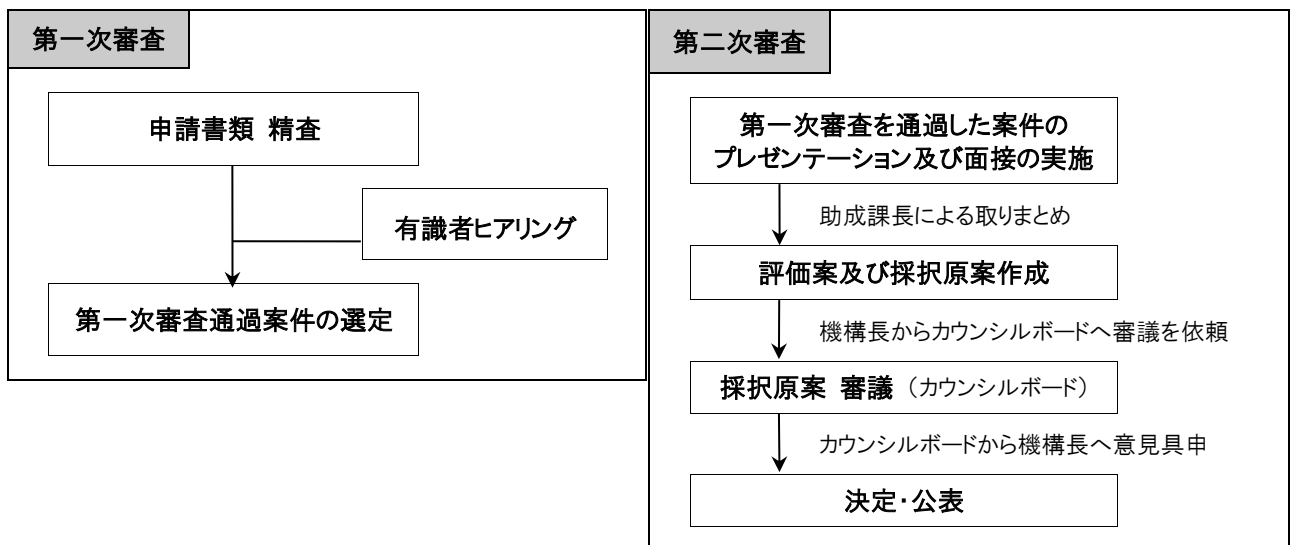 第一次審査
申請書類 精査
有識者ヒアリング
第一次審査通過案件の選定
第二次審査
第一次審査を通過した案件の
プレゼンテーション及び面接の実施
助成課長による取りまとめ
評価案及び採択原案作成
機構長からカウンシルボードへ審議を依頼
採択原案 審議（カウンシルボード）
カウンシルボードから機構長へ意見具申
決定・公表